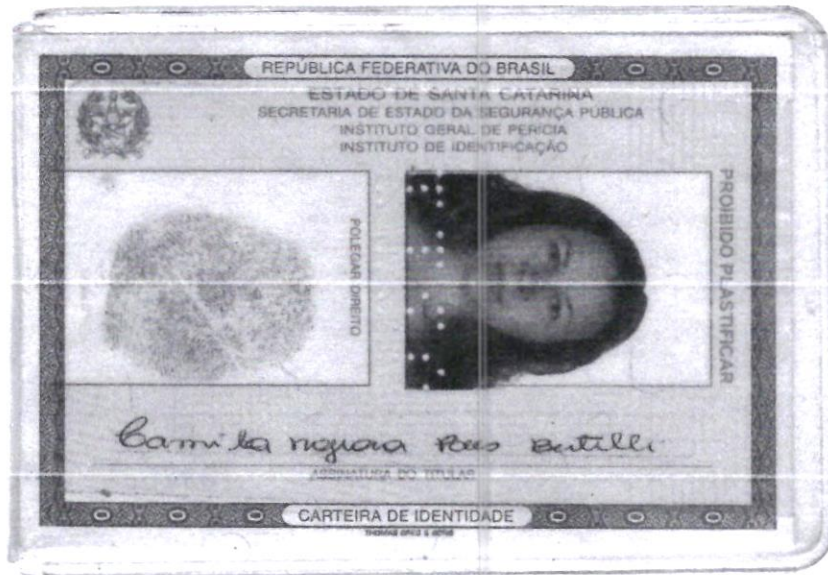 REPÚBLICA FEDERATIVA DO BRASIL
ESTADO DE SANTA CATARINA
SECRETARIA DE ESTADO DA SEGURANÇA PÚBLICA
INSTITUTO GERAL DE PERÍCIA
INSTITUTO DE IDENTIFICAÇÃO
POLEGAR DIREITO
PROIBIDO PLASTIFICAR
Camila
ASSINATURA DO TITULAR
CARTEIRA DE IDENTIDADE